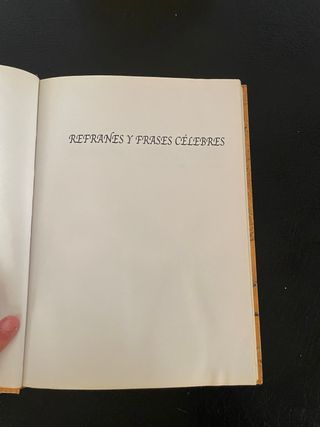 REFRANES Y FRASES CÉLEBRES